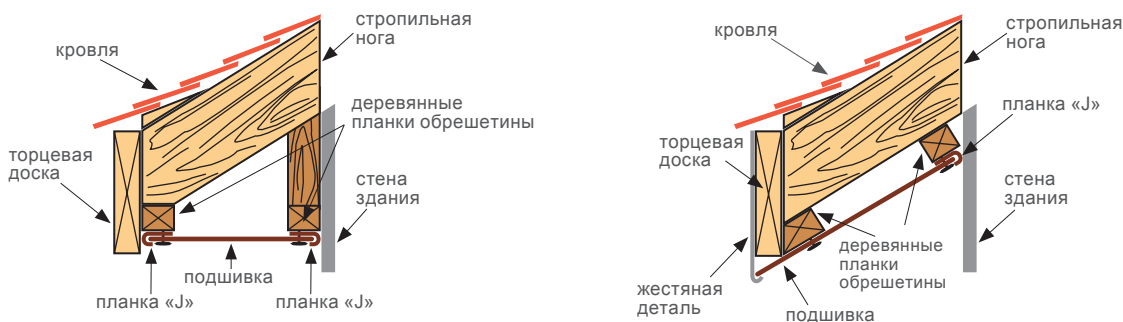 стропильная
нога
кровля
деревянные
планки обрешетины
торцевая
доска
стена
здания
подшивка
планка «J»
планка «J»
стропильная
нога
кровля
планка «J»
торцевая
доска
стена
здания
деревянные
планки
обрешетины
жестяная
деталь
подшивка